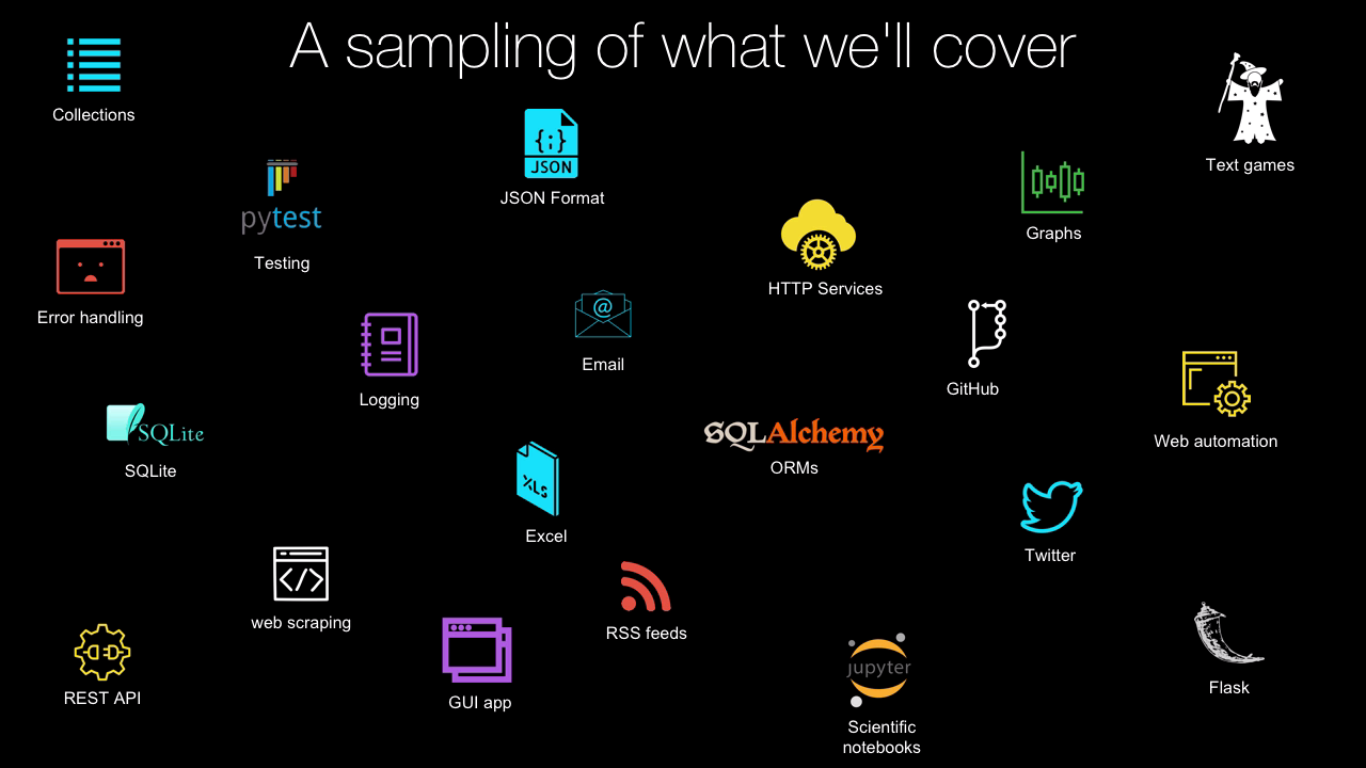 A sampling of what we'll cover
Collections
Text games
{;}
JSON
JSON Format
pytest
Testing
Graphs
HTTP Services
Error handling
@
Email
GitHub
Logging
Web automation
SQLite
SQLite
SQLAlchemy
ORMs
XLS
Excel
Twitter
</>
web scraping
RSS feeds
REST API
GUI app
jupyter
Scientific
notebooks
Flask